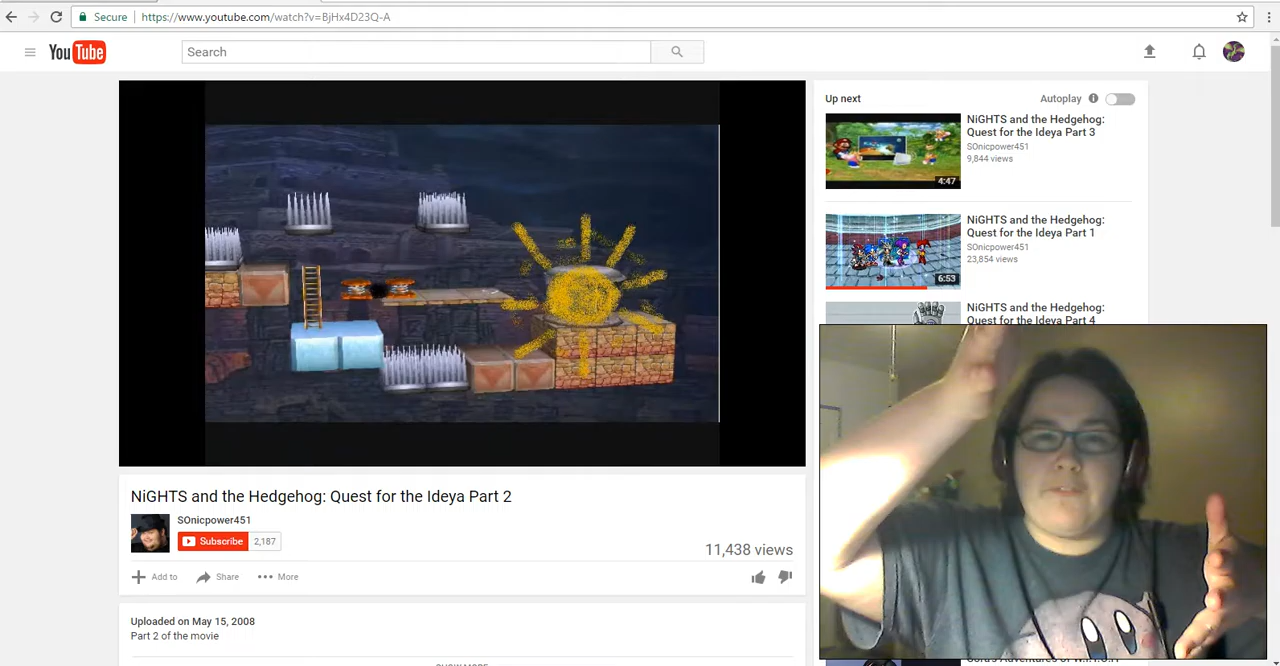 Secure https://www.youtube.com/watch?v=BjHx4D23Q-A
YouTube
Search
Up next
Autoplay
NiGHTS and the Hedgehog:
Quest for the Ideya Part 3
SOnicpower451
9,844 views
4:47
NiGHTS and the Hedgehog:
Quest for the Ideya Part 1
SOnicpower451
23,854 views
6:53
NiGHTS and the Hedgehog:
Quest for the Ideya Part 4
NiGHTS and the Hedgehog: Quest for the Ideya Part 2
SOnicpower451
Subscribe 2,187
11,438 views
Add to Share More
Uploaded on May 15, 2008
Part 2 of the movie
SHOW MORE